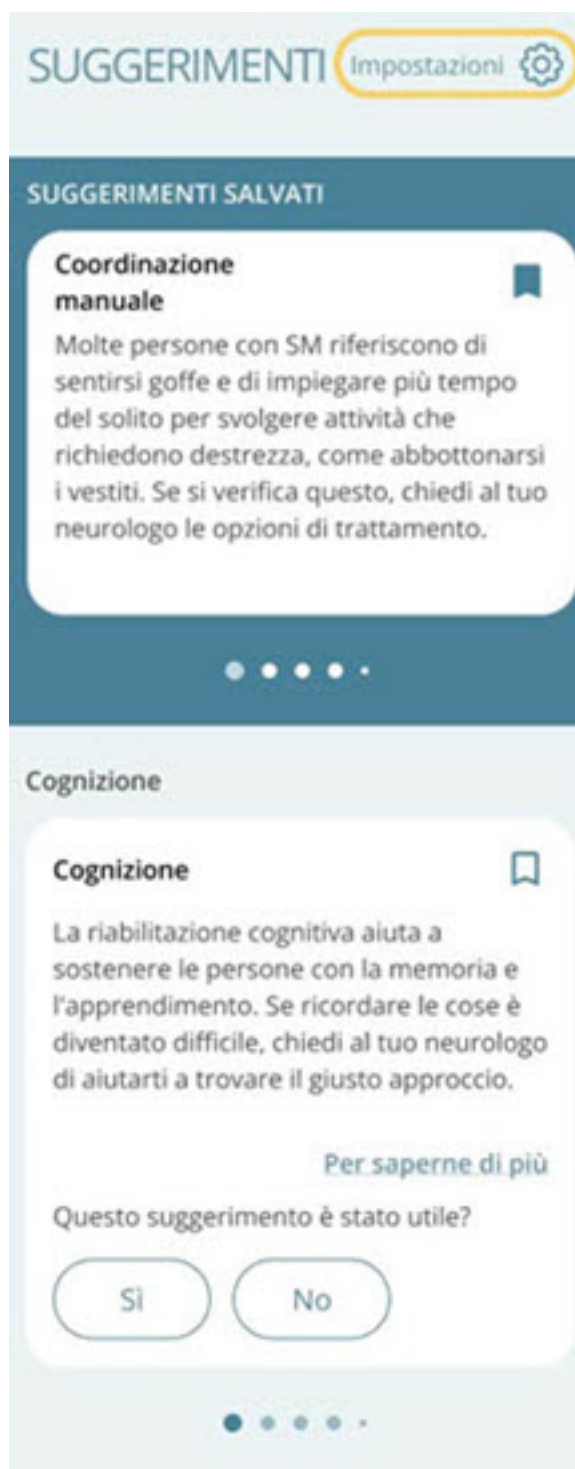 SUGGERIMENTI Impostazioni
SUGGERIMENTI SALVATI
Coordinazione
manuale
Molte persone con SM riferiscono di
sentirsi goffe e di impiegare più tempo
del solito per svolgere attività che
richiedono destrezza, come abbottonarsi
i vestiti. Se si verifica questo, chiedi al tuo
neurologo le opzioni di trattamento.
Cognizione
Cognizione
La riabilitazione cognitiva aiuta a
sostenere le persone con la memoria e
l'apprendimento. Se ricordare le cose è
diventato difficile, chiedi al tuo neurologo
di aiutarti a trovare il giusto approccio.
Per saperne di più
Questo suggerimento è stato utile?
Sì No